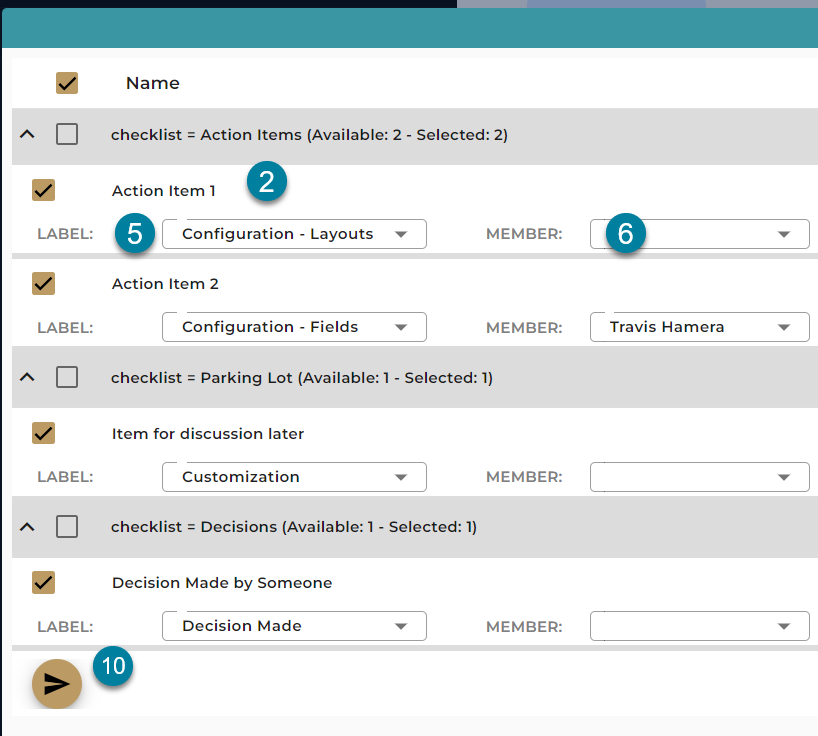 Name
checklist = Action Items (Available: 2 - Selected: 2)
Action Item 1 2
LABEL: 5 Configuration - Layouts MEMBER: 6
Action Item 2
LABEL: Configuration - Fields MEMBER: Travis Hamera
checklist = Parking Lot (Available: 1 - Selected: 1)
Item for discussion later
LABEL: Customization MEMBER:
checklist = Decisions (Available: 1 - Selected: 1)
Decision Made by Someone
LABEL: Decision Made MEMBER:
10